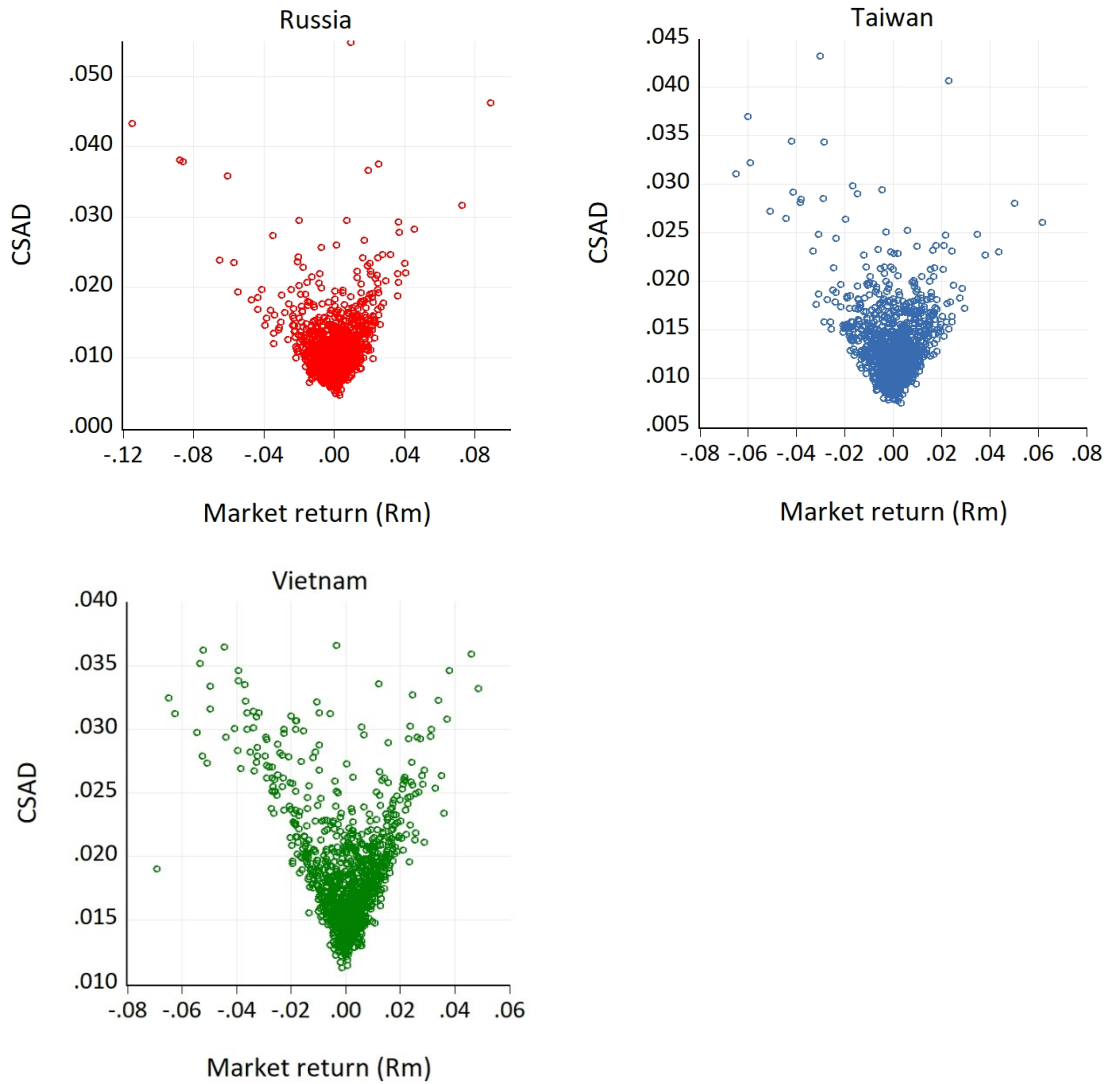 Russia
.050
.040
.030
.020
.010
.000
CSAD
-.12 -.08 -.04 .00 .04 .08
Market return (Rm)
Taiwan
.045
.040
.035
.030
.025
.020
.015
.010
.005
CSAD
-.08 -.06 -.04 -.02 .00 .02 .04 .06 .08
Market return (Rm)
Vietnam
.040
.035
.030
.025
.020
.015
.010
CSAD
-.08 -.06 -.04 -.02 .00 .02 .04 .06
Market return (Rm)